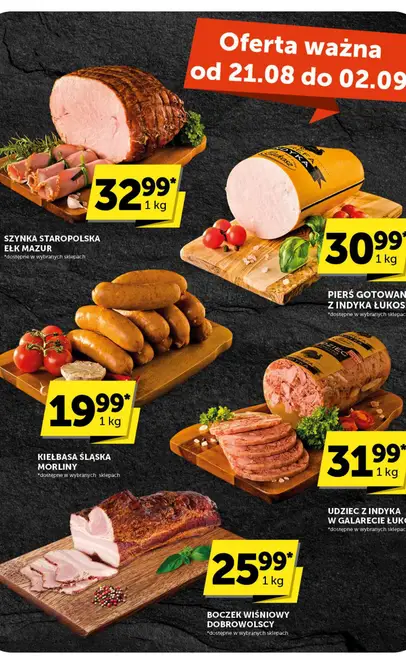 Oferta ważna
od 21.08 do 02.09
32.99* 1 kg
SZYNKA STAROPOLSKA
EŁK MAZUR
*dostępne w wybranych sklepach
INDYKA
30.99* 1 kg
PIERŚ GOTOWAN
Z INDYKA ŁUKOS
*dostępne w wybranych sklepac
19.99* 1 kg
KIEŁBASA ŚLĄSKA
MORLINY
*dostępne w wybranych sklepach
31.99* 1 kg
UDZIEC Z INDYKA
W GALARECIE ŁUKO
*dostępne w wybranych sklepac
25.99* 1 kg
BOCZEK WIŚNIOWY
DOBROWOLSCY
*dostępne w wybranych sklepach